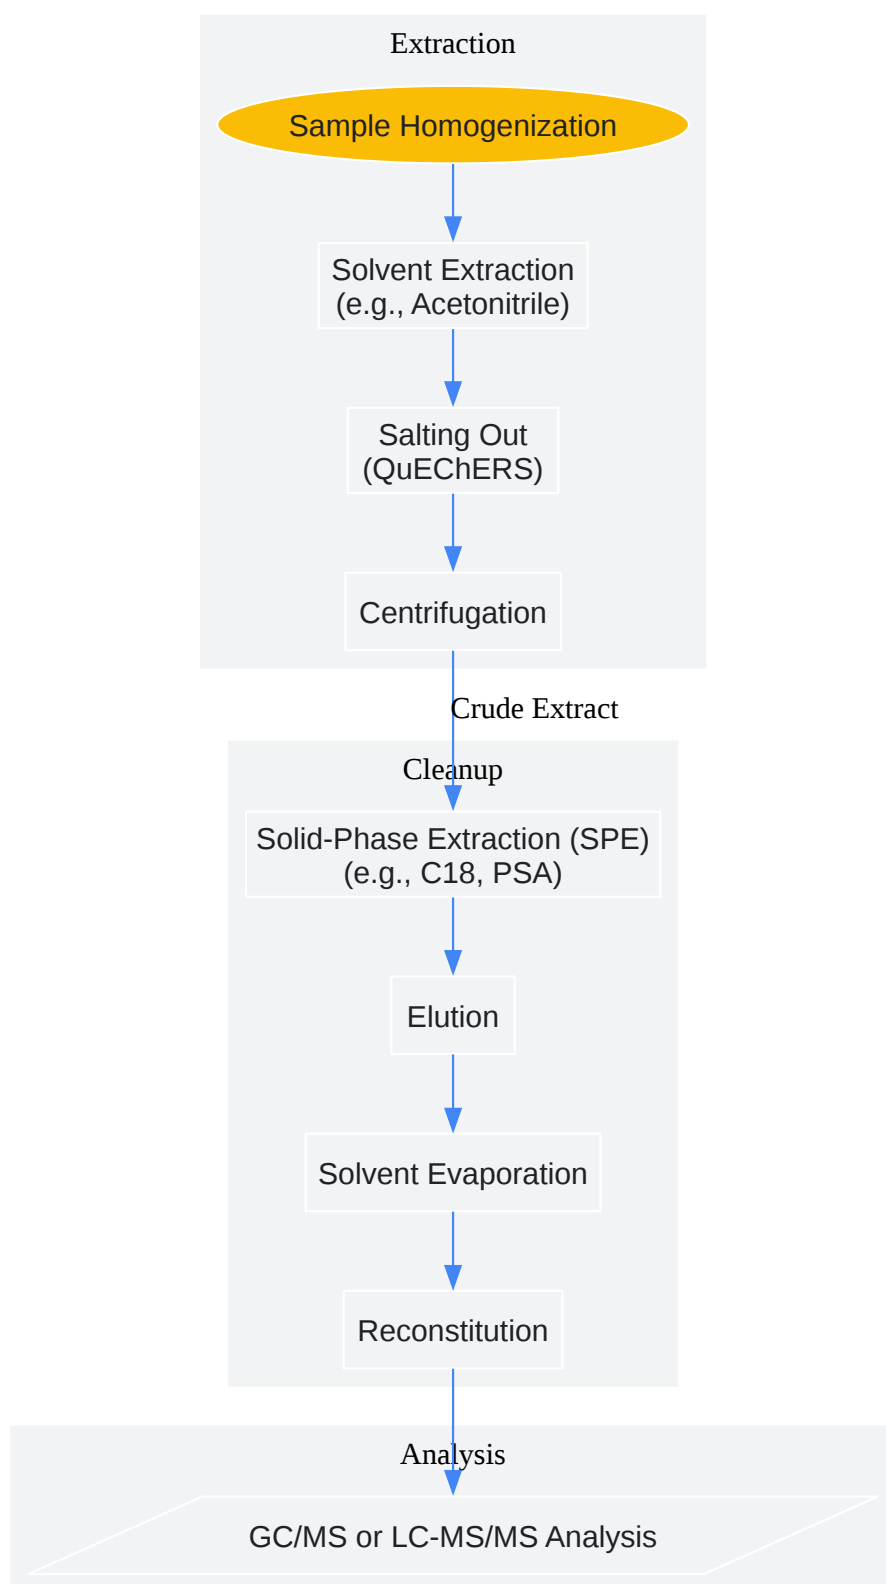 Extraction
Sample Homogenization
Solvent Extraction
(e.g., Acetonitrile)
Salting Out
(QuEChERS)
Centrifugation
Crude Extract
Cleanup
Solid-Phase Extraction (SPE)
(e.g., C18, PSA)
Elution
Solvent Evaporation
Reconstitution
Analysis
GC/MS or LC-MS/MS Analysis